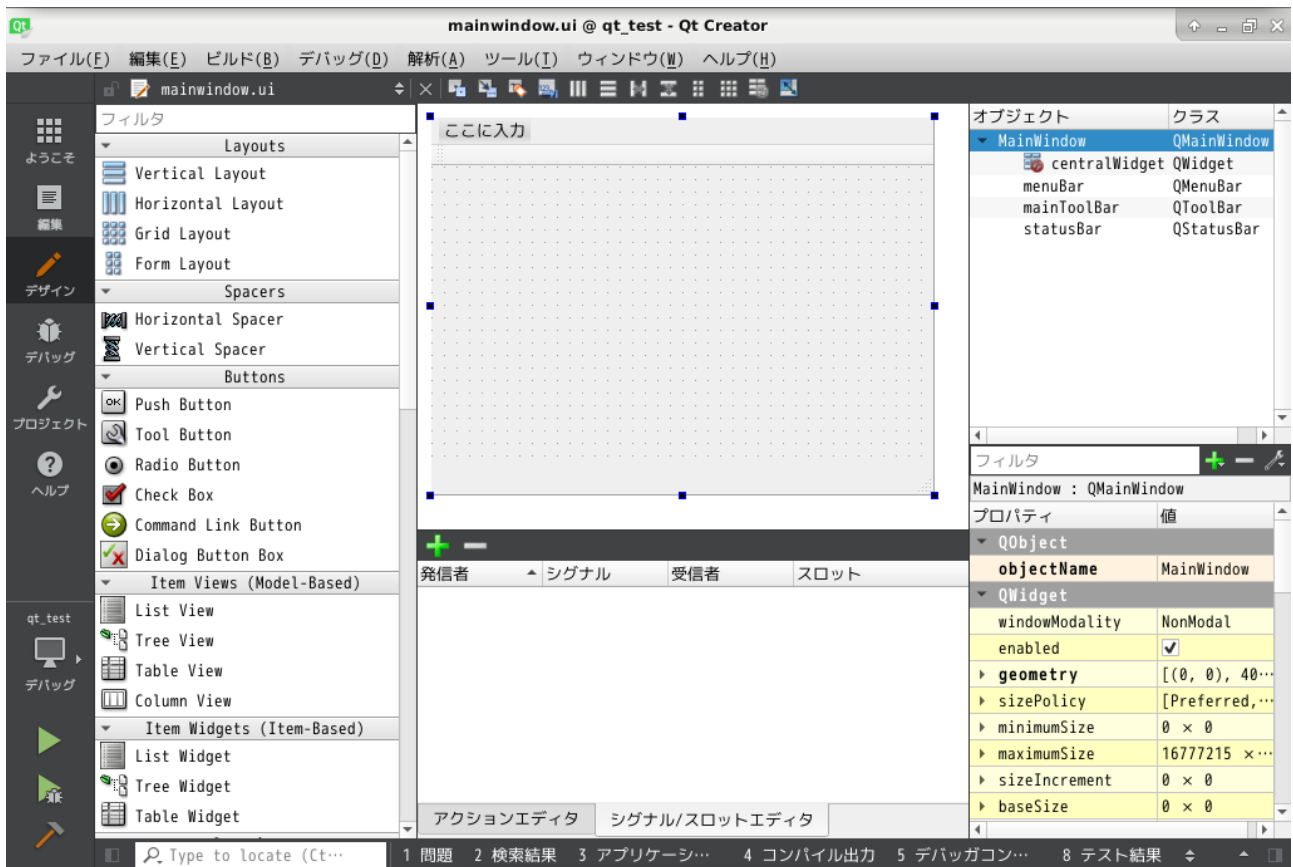 mainwindow.ui @ qt_test - Qt Creator
ファイル(F) 編集(E) ビルド(B) デバッグ(D) 解析(A) ツール(T) ウィンドウ(W) ヘルプ(H)
mainwindow.ui
ようこそ
編集
デザイン
デバッグ
プロジェクト
ヘルプ
qt_test
デバッグ
フィルタ
Layouts
Vertical Layout
Horizontal Layout
Grid Layout
Form Layout
Spacers
Horizontal Spacer
Vertical Spacer
Buttons
OK Push Button
Tool Button
Radio Button
Check Box
Command Link Button
Dialog Button Box
Item Views (Model-Based)
List View
Tree View
Table View
Column View
Item Widgets (Item-Based)
List Widget
Tree Widget
Table Widget
ここに入力
発信者 シグナル 受信者 スロット
アクションエディタ シグナル/スロットエディタ
オブジェクト クラス
MainWindow QMainWindow
centralWidget QWidget
menuBar QMenuBar
mainToolBar QToolBar
statusBar QStatusBar
フィルタ
MainWindow : QMainWindow
プロパティ 値
QObject
objectName MainWindow
QWidget
windowModality NonModal
enabled
geometry [(0, 0), 40…
sizePolicy [Preferred,…
minimumSize 0 × 0
maximumSize 16777215 ×…
sizeIncrement 0 × 0
baseSize 0 × 0
Type to locate (Ct… 1 問題 2 検索結果 3 アプリケーシ… 4 コンパイル出力 5 デバッガコン… 8 テスト結果